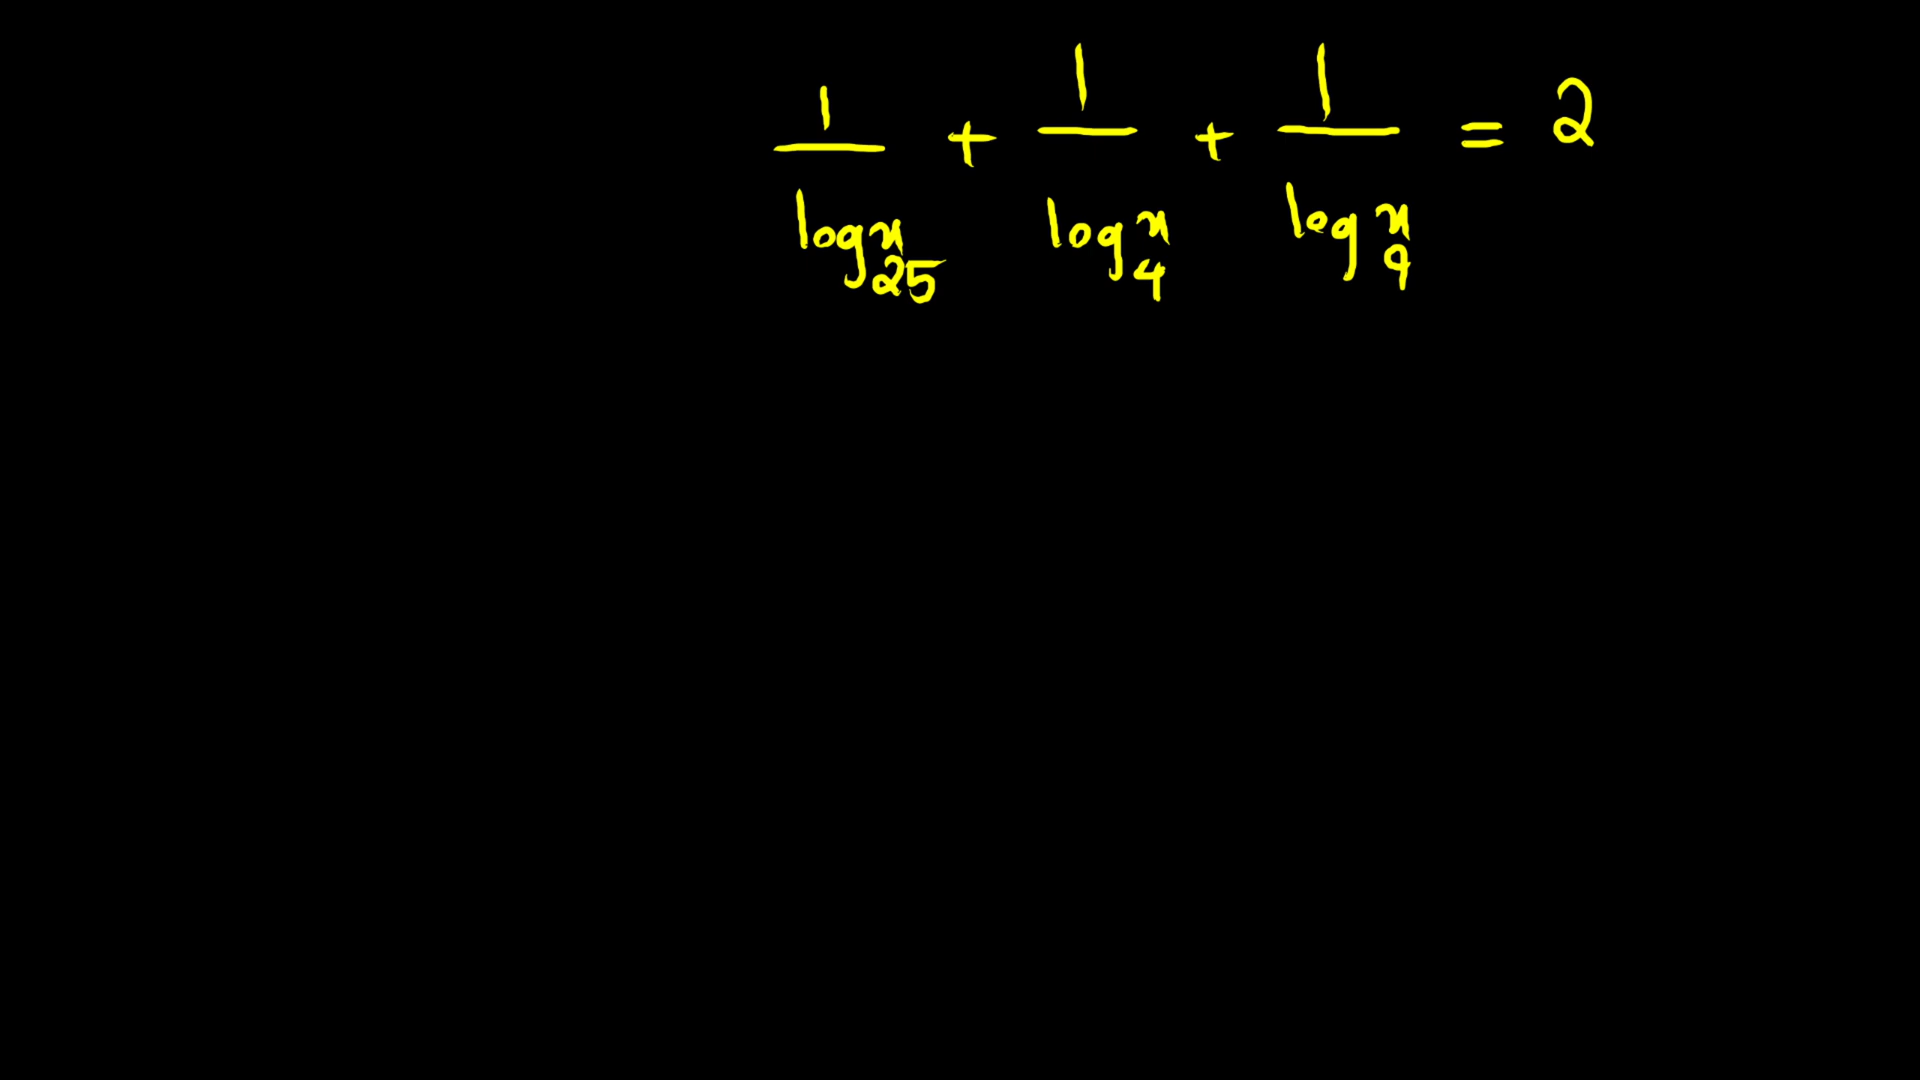 1/log_25 x + 1/log_4 x + 1/log_9 x = 2